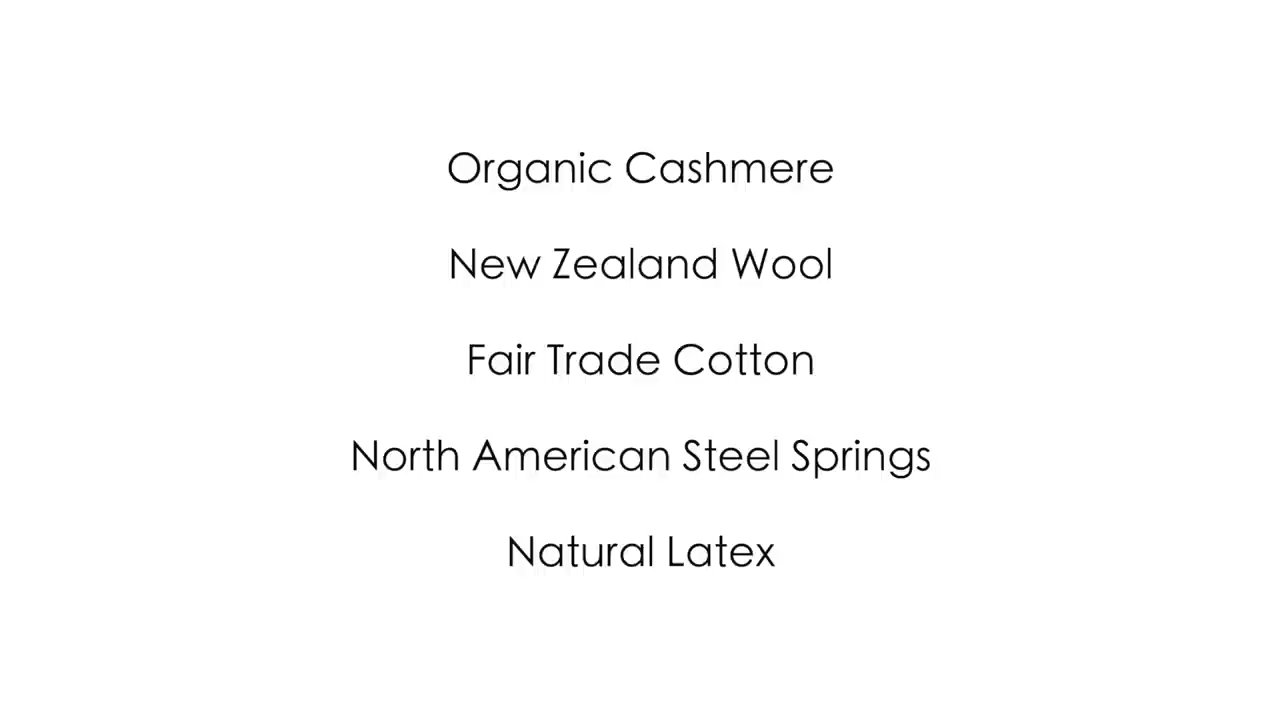 Organic Cashmere
New Zealand Wool
Fair Trade Cotton
North American Steel Springs
Natural Latex